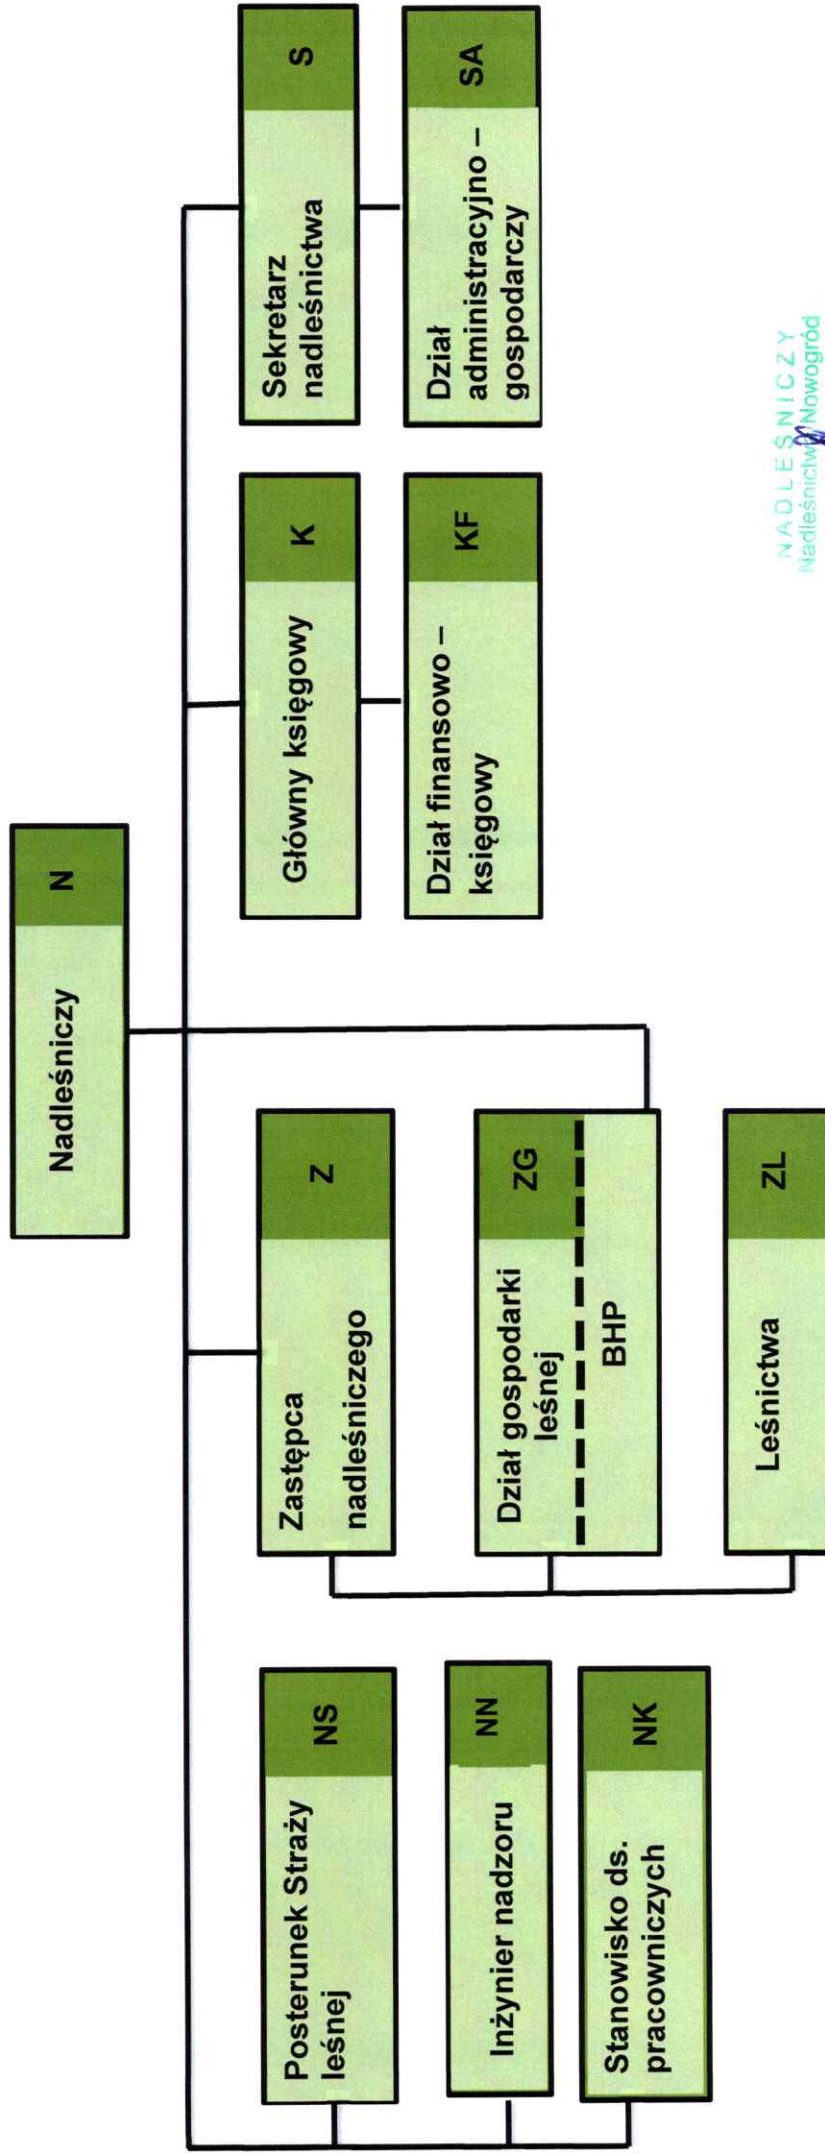 Nadleśniczy N
Posterunek Straży
leśnej
NS
Inżynier nadzoru NN
Stanowisko ds.
pracowniczych
NK
Zastępca
nadleśniczego
Z
Dział gospodarki
leśnej
ZG
BHP
Leśnictwa ZL
Główny księgowy K
Dział finansowo –
księgowy
KF
Sekretarz
nadleśnictwa
S
Dział
administracyjno –
gospodarczy
SA
NADLEŚNICZY
Nadleśnictwa Nowogród